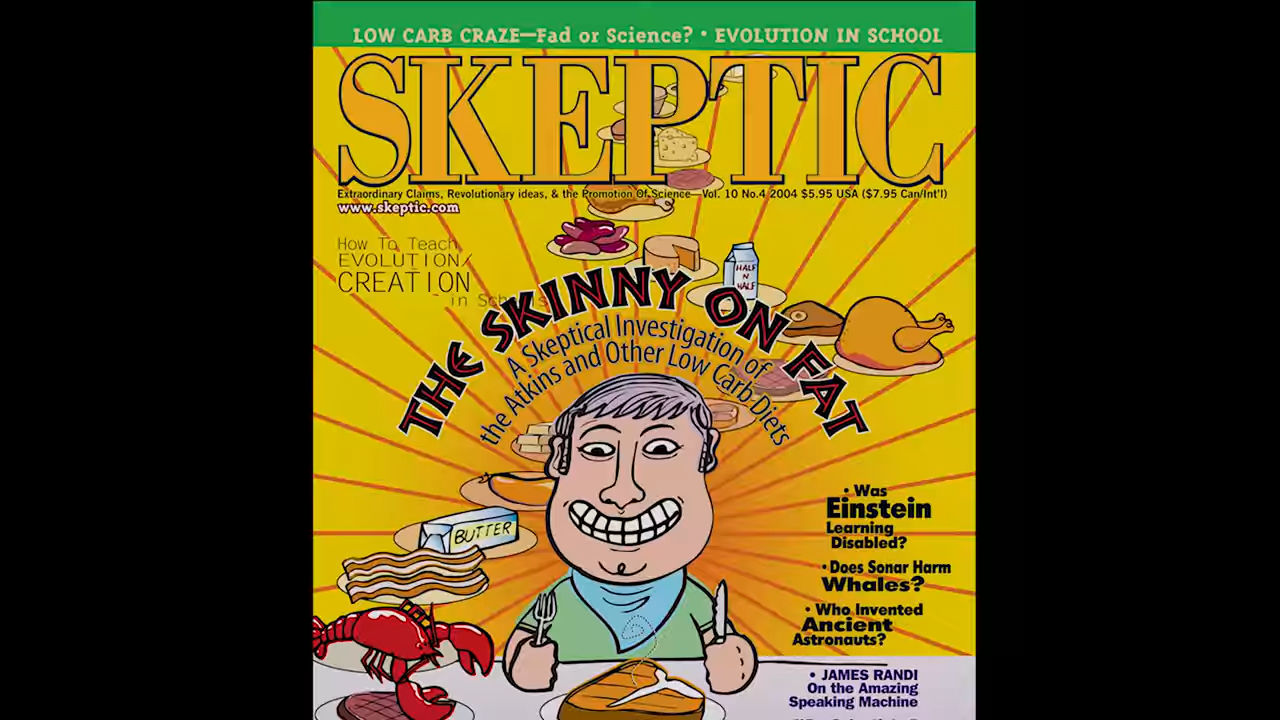 LOW CARB CRAZE—Fad or Science? • EVOLUTION IN SCHOOL
SKEPTIC
Extraordinary Claims, Revolutionary ideas, & the Promotion Of Science—Vol. 10 No.4 2004 $5.95 USA ($7.95 Can/Int'l)
www.skeptic.com
How To Teach
EVOLUTION/
CREATION
in Schools
HALF
N
HALF
THE SKINNY ON FAT
A Skeptical Investigation of
the Atkins and Other Low Carb Diets
BUTTER
• Was
Einstein
Learning
Disabled?
• Does Sonar Harm
Whales?
• Who Invented
Ancient
Astronauts?
• JAMES RANDI
On the Amazing
Speaking Machine